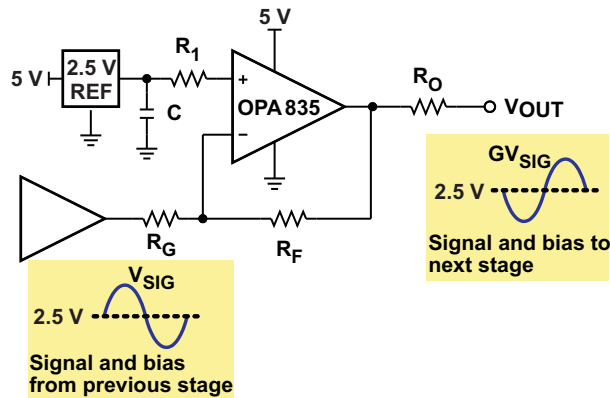 5 V
R1
5 V
2.5 V
REF
+
OPA835
−
C
RO
VOUT
RG
RF
GVSIG
2.5 V
Signal and bias to
next stage
VSIG
2.5 V
Signal and bias
from previous stage